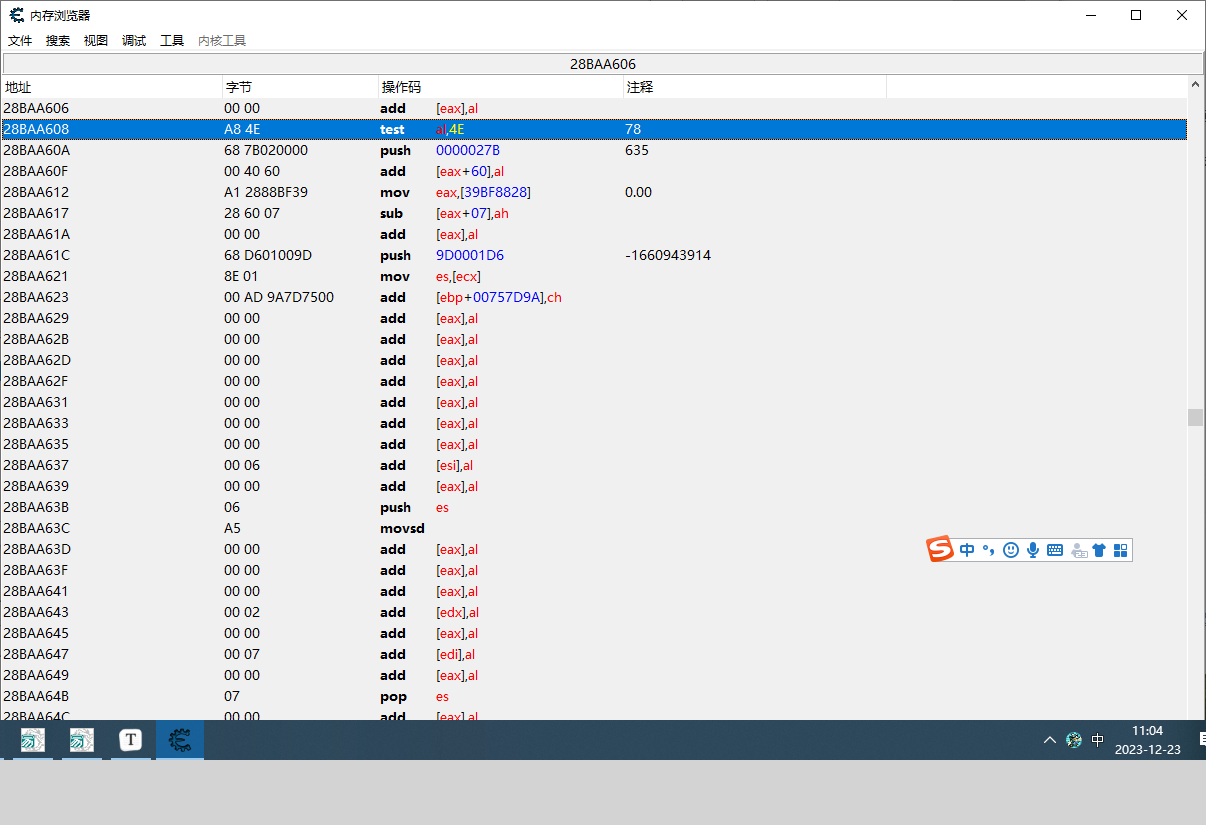 内存浏览器
文件 搜索 视图 调试 工具 内核工具
28BAA606
地址 字节 操作码 注释
28BAA606 00 00 add [eax],al
28BAA608 A8 4E test al,4E 78
28BAA60A 68 7B020000 push 0000027B 635
28BAA60F 00 40 60 add [eax+60],al
28BAA612 A1 2888BF39 mov eax,[39BF8828] 0.00
28BAA617 28 60 07 sub [eax+07],ah
28BAA61A 00 00 add [eax],al
28BAA61C 68 D601009D push 9D0001D6 -1660943914
28BAA621 8E 01 mov es,[ecx]
28BAA623 00 AD 9A7D7500 add [ebp+00757D9A],ch
28BAA629 00 00 add [eax],al
28BAA62B 00 00 add [eax],al
28BAA62D 00 00 add [eax],al
28BAA62F 00 00 add [eax],al
28BAA631 00 00 add [eax],al
28BAA633 00 00 add [eax],al
28BAA635 00 00 add [eax],al
28BAA637 00 06 add [esi],al
28BAA639 00 00 add [eax],al
28BAA63B 06 push es
28BAA63C A5 movsd
28BAA63D 00 00 add [eax],al
28BAA63F 00 00 add [eax],al
28BAA641 00 00 add [eax],al
28BAA643 00 02 add [edx],al
28BAA645 00 00 add [eax],al
28BAA647 00 07 add [edi],al
28BAA649 00 00 add [eax],al
28BAA64B 07 pop es
28BAA64C 00 00 add [eax],al
S 中
易 易 T 中 11:04
2023-12-23